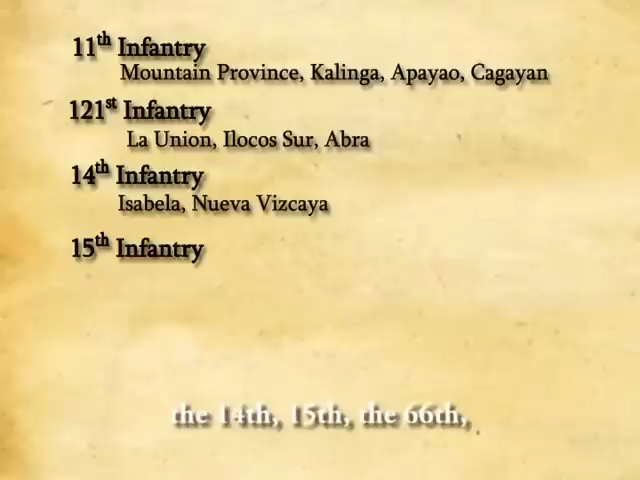 11th Infantry
Mountain Province, Kalinga, Apayao, Cagayan
121st Infantry
La Union, Ilocos Sur, Abra
14th Infantry
Isabela, Nueva Vizcaya
15th Infantry
the 14th, 15th, the 66th,